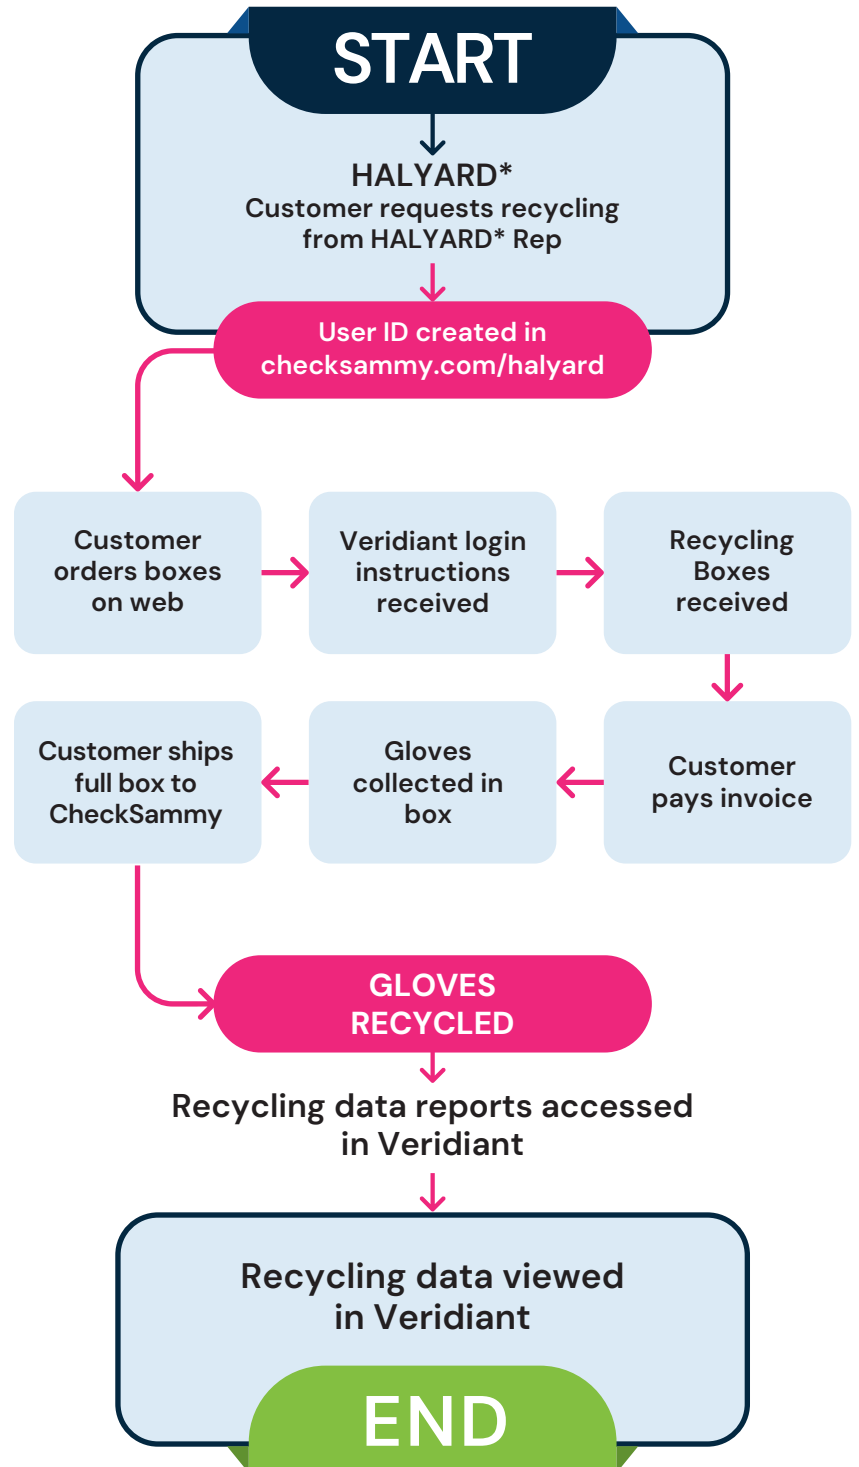 START
HALYARD*
Customer requests recycling
from HALYARD* Rep
User ID created in
checksammy.com/halyard
Customer
orders boxes
on web
Veridiant login
instructions
received
Recycling
Boxes
received
Customer ships
full box to
CheckSammy
Gloves
collected in
box
Customer
pays invoice
GLOVES
RECYCLED
Recycling data reports accessed
in Veridiant
Recycling data viewed
in Veridiant
END